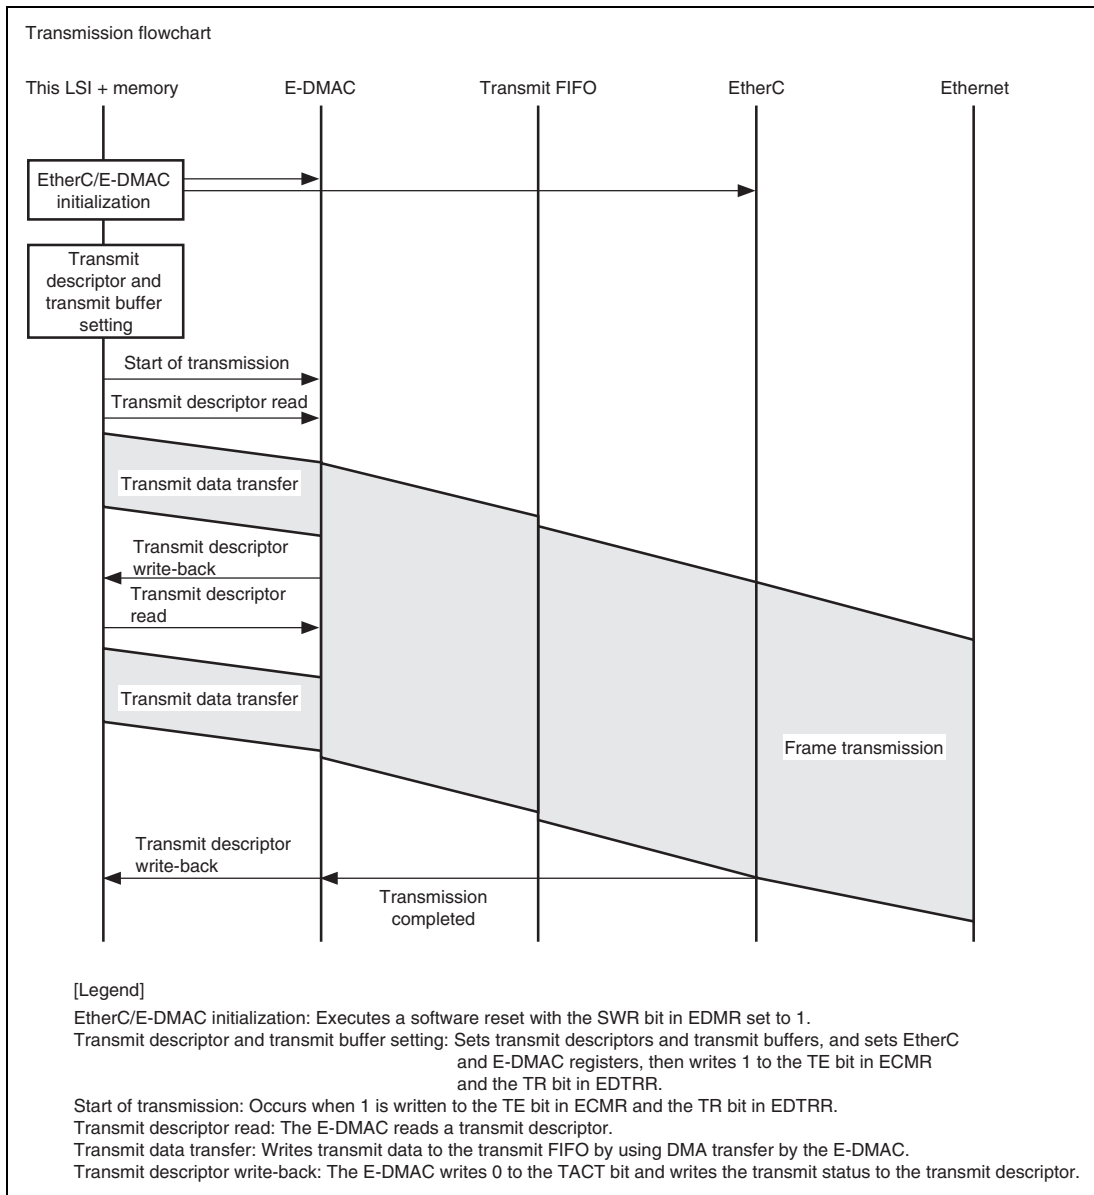 Transmission flowchart
This LSI + memory
E-DMAC
Transmit FIFO
EtherC
Ethernet
EtherC/E-DMAC
initialization
Transmit
descriptor and
transmit buffer
setting
Start of transmission
Transmit descriptor read
Transmit data transfer
Transmit descriptor
write-back
Transmit descriptor
read
Transmit data transfer
Frame transmission
Transmit descriptor
write-back
Transmission
completed
[Legend]
EtherC/E-DMAC initialization: Executes a software reset with the SWR bit in EDMR set to 1.
Transmit descriptor and transmit buffer setting: Sets transmit descriptors and transmit buffers, and sets EtherC
and E-DMAC registers, then writes 1 to the TE bit in ECMR
and the TR bit in EDTRR.
Start of transmission: Occurs when 1 is written to the TE bit in ECMR and the TR bit in EDTRR.
Transmit descriptor read: The E-DMAC reads a transmit descriptor.
Transmit data transfer: Writes transmit data to the transmit FIFO by using DMA transfer by the E-DMAC.
Transmit descriptor write-back: The E-DMAC writes 0 to the TACT bit and writes the transmit status to the transmit descriptor.